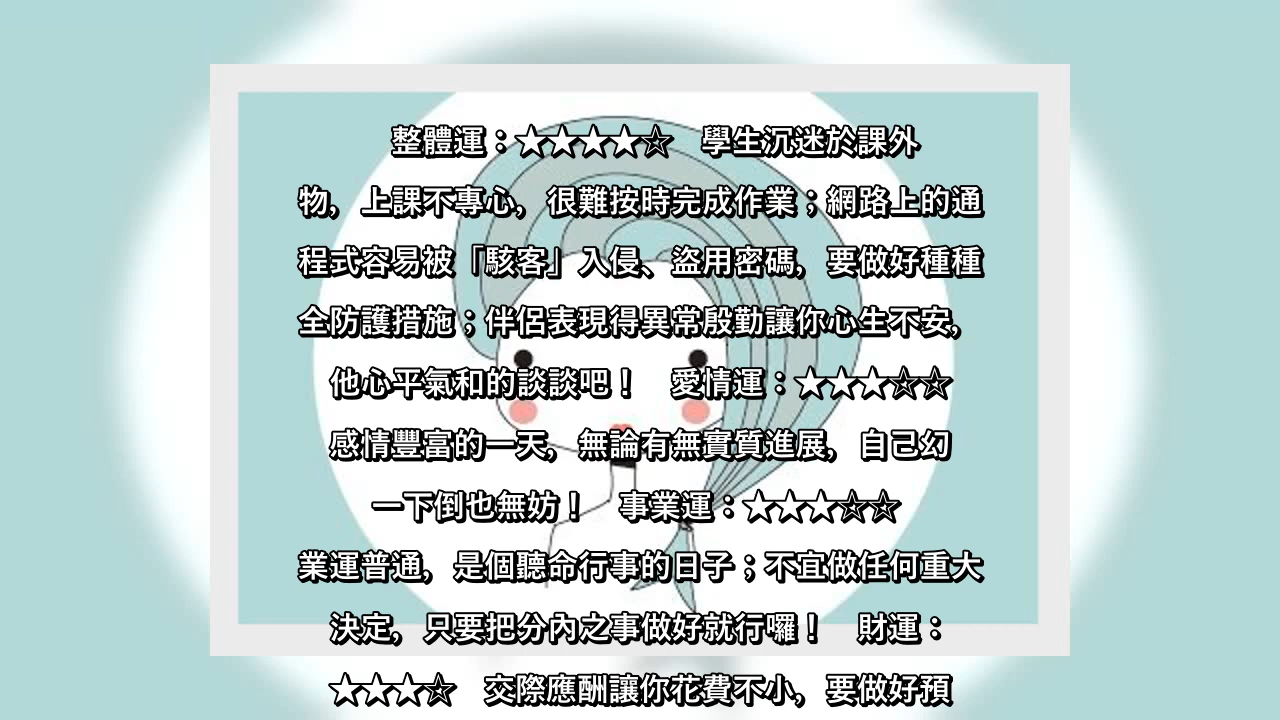 整體運：★★★★☆　學生沉迷於課外
物，上課不專心，很難按時完成作業；網路上的通
程式容易被「駭客」入侵、盜用密碼，要做好種種
全防護措施；伴侶表現得異常殷勤讓你心生不安，
他心平氣和的談談吧！　愛情運：★★★☆☆
感情豐富的一天，無論有無實質進展，自己幻
一下倒也無妨！　事業運：★★★☆☆
業運普通，是個聽命行事的日子；不宜做任何重大
決定，只要把分內之事做好就行囉！　財運：
★★★☆　交際應酬讓你花費不小，要做好預